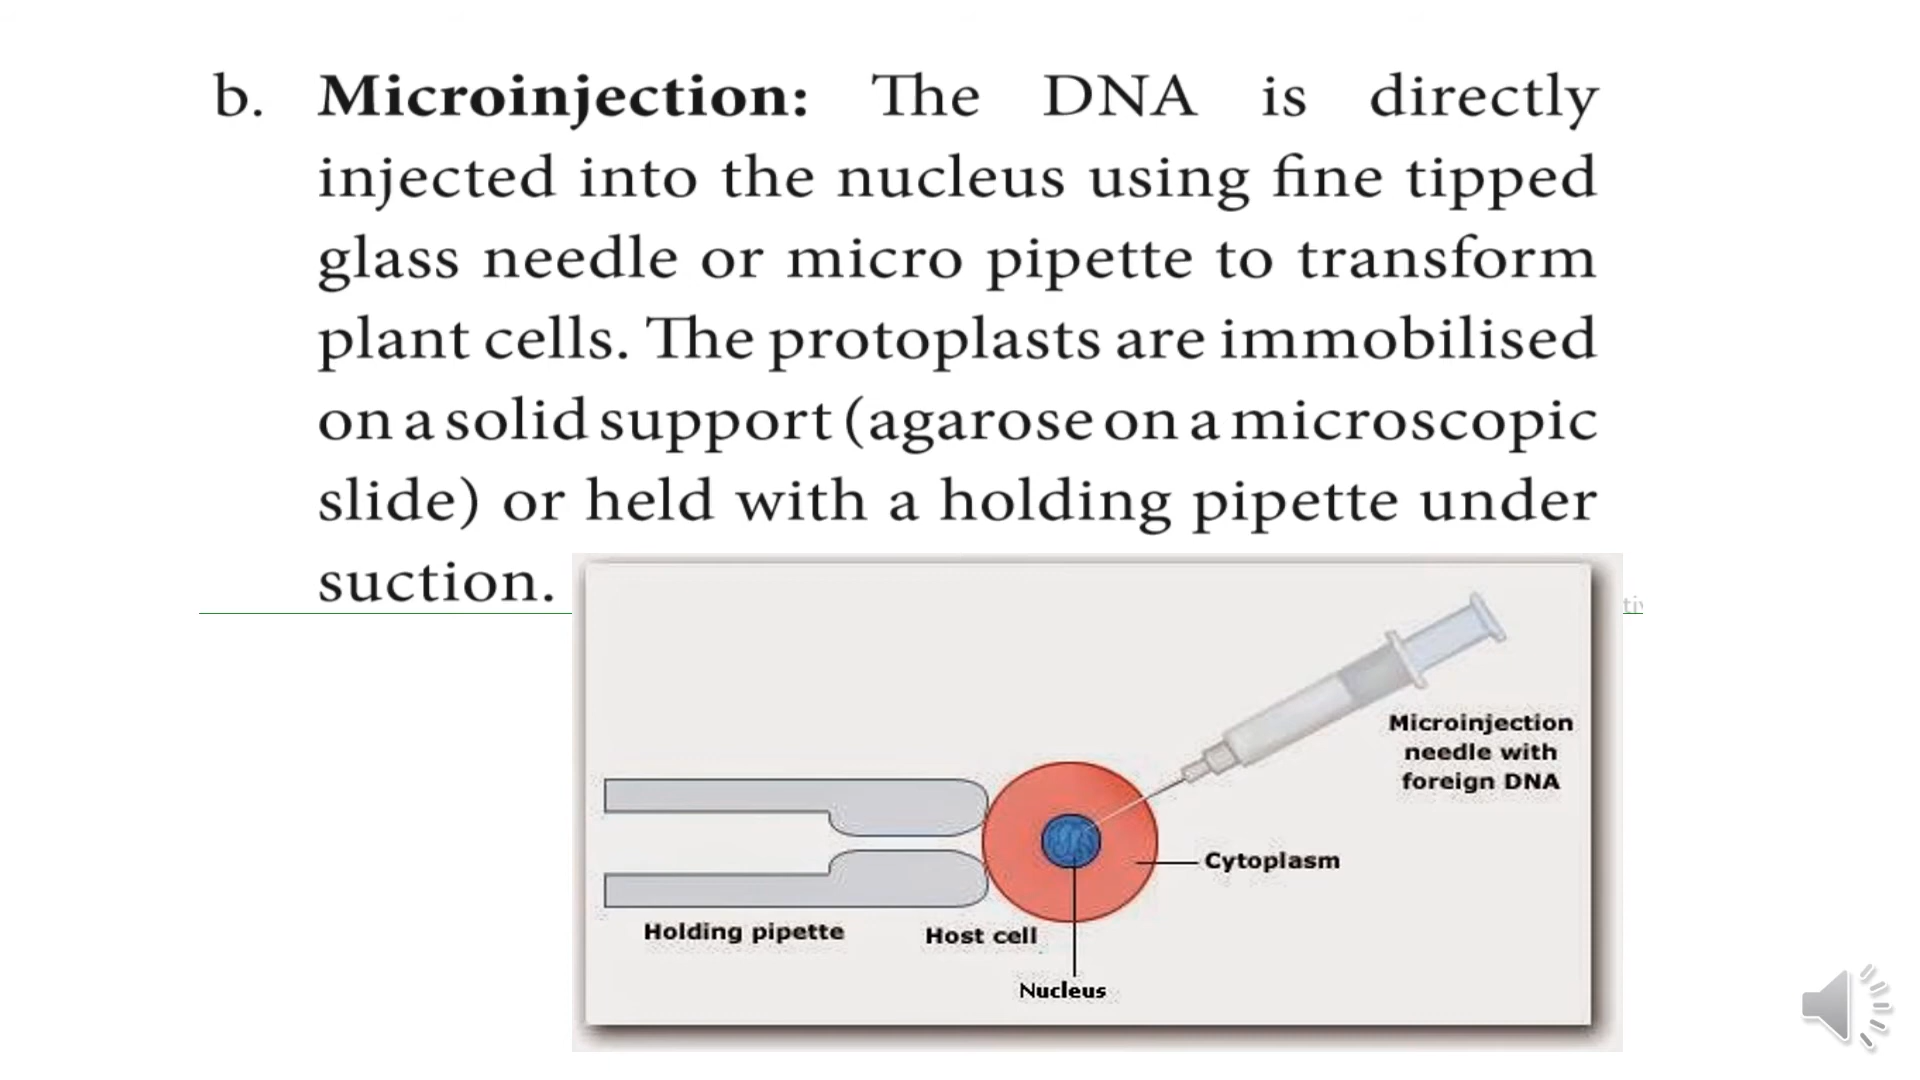 b. Microinjection: The DNA is directly
injected into the nucleus using fine tipped
glass needle or micro pipette to transform
plant cells. The protoplasts are immobilised
on a solid support (agarose on a microscopic
slide) or held with a holding pipette under
suction.
Microinjection
needle with
foreign DNA
Cytoplasm
Holding pipette
Host cell
Nucleus